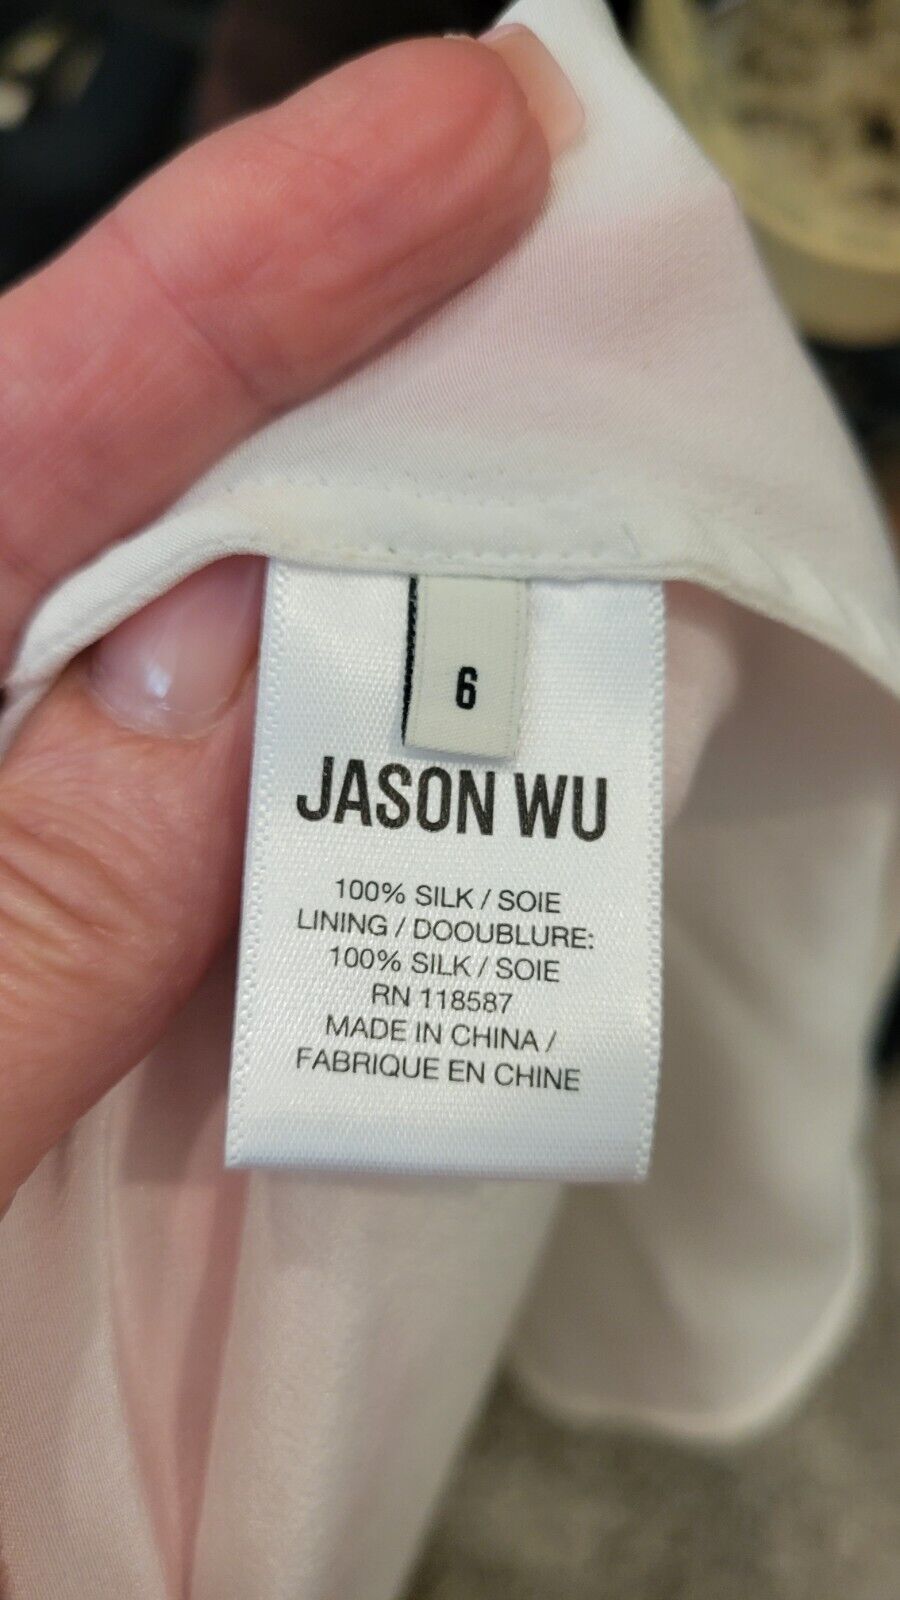 6
JASON WU
100% SILK / SOIE
LINING / DOOUBLURE:
100% SILK / SOIE
RN 118587
MADE IN CHINA /
FABRIQUE EN CHINE